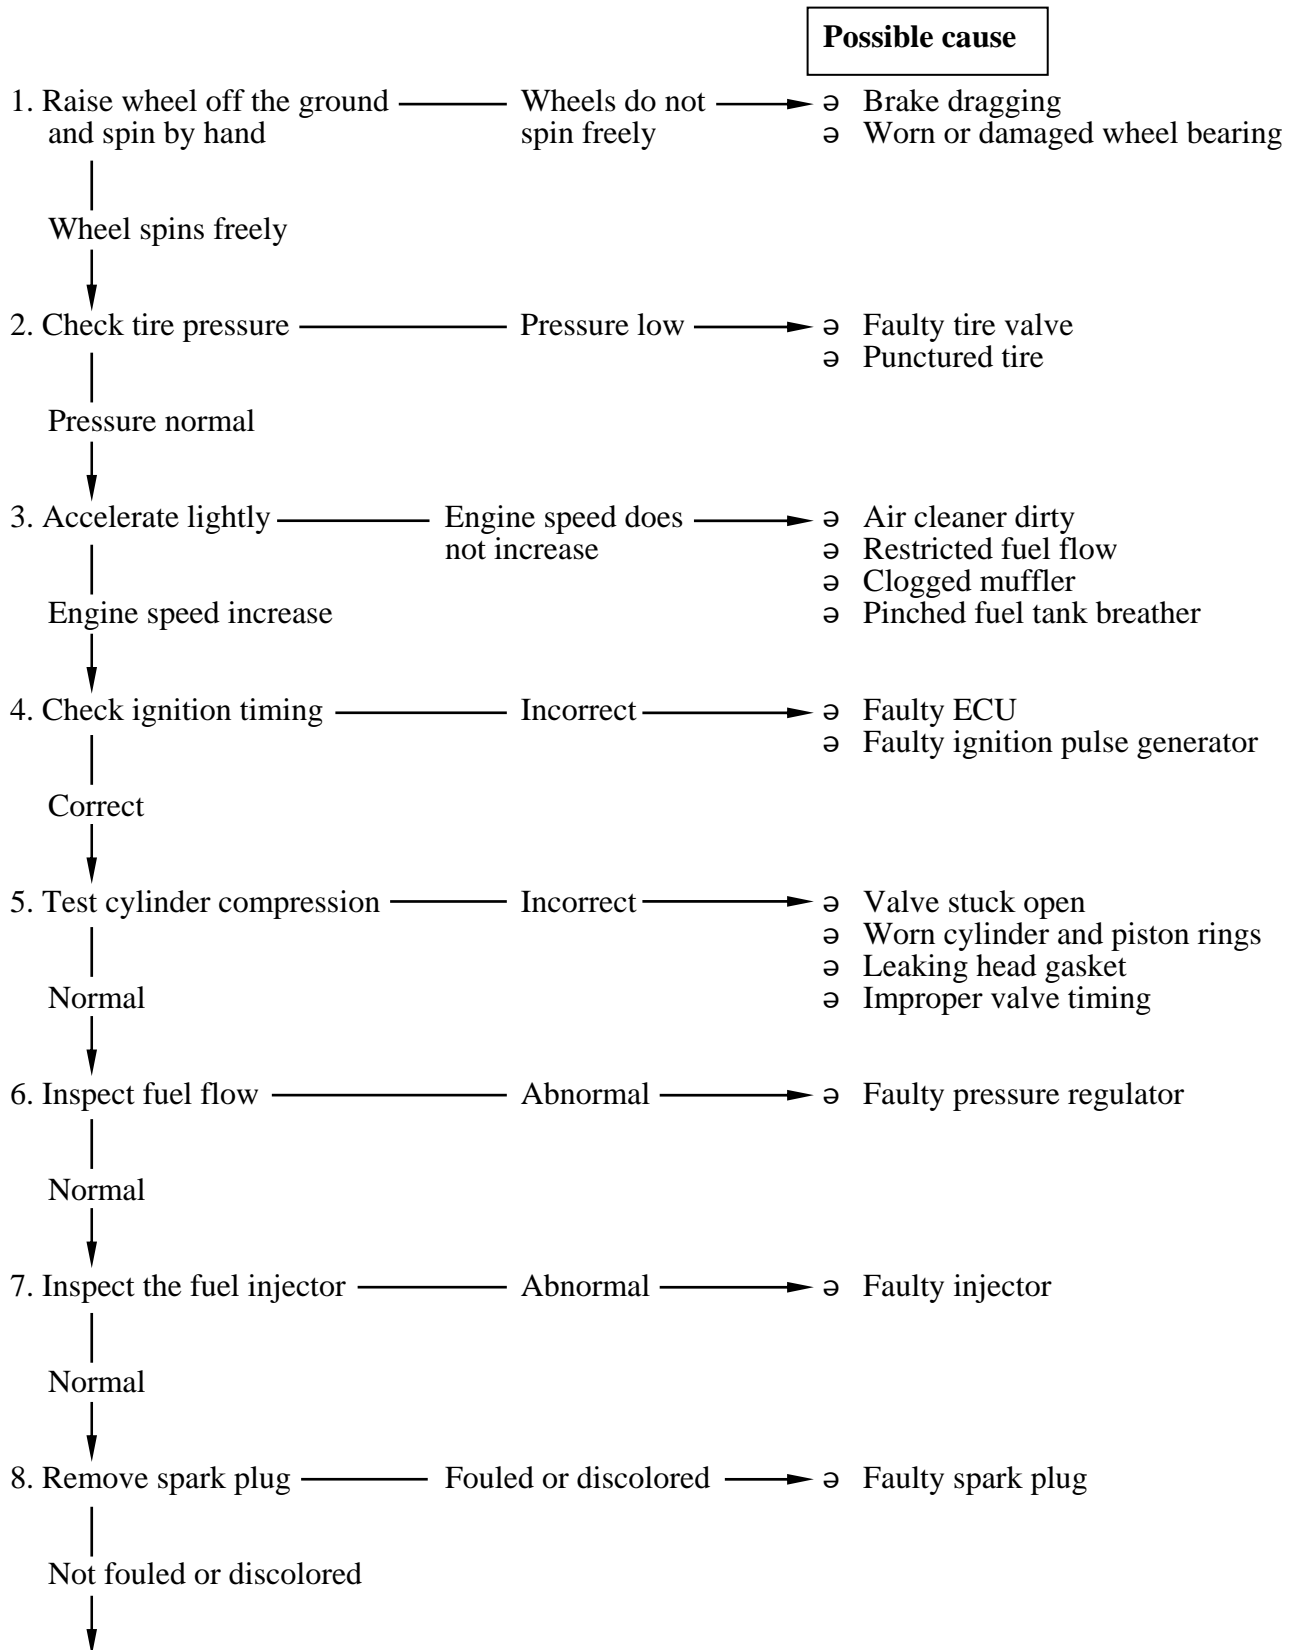 Possible cause
1. Raise wheel off the ground Wheels do not ə Brake dragging
and spin by hand spin freely ə Worn or damaged wheel bearing
Wheel spins freely
2. Check tire pressure Pressure low ə Faulty tire valve
ə Punctured tire
Pressure normal
3. Accelerate lightly Engine speed does ə Air cleaner dirty
not increase ə Restricted fuel flow
ə Clogged muffler
Engine speed increase ə Pinched fuel tank breather
4. Check ignition timing Incorrect ə Faulty ECU
ə Faulty ignition pulse generator
Correct
5. Test cylinder compression Incorrect ə Valve stuck open
ə Worn cylinder and piston rings
ə Leaking head gasket
Normal ə Improper valve timing
6. Inspect fuel flow Abnormal ə Faulty pressure regulator
Normal
7. Inspect the fuel injector Abnormal ə Faulty injector
Normal
8. Remove spark plug Fouled or discolored ə Faulty spark plug
Not fouled or discolored